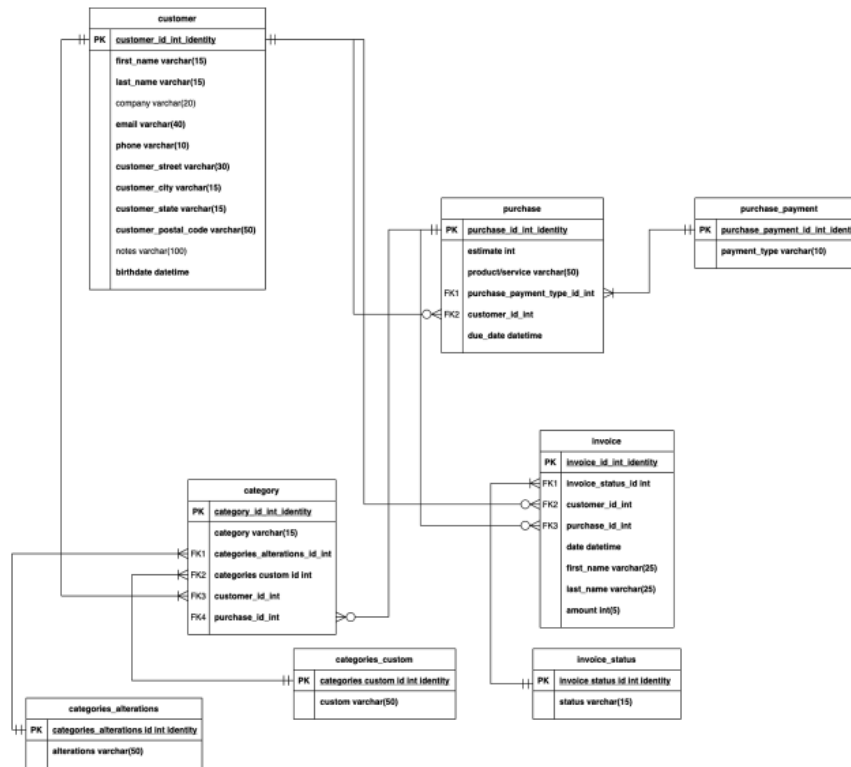 customer
PK customer_id_int_identity
first_name varchar(15)
last_name varchar(15)
company varchar(20)
email varchar(40)
phone varchar(10)
customer_street varchar(30)
customer_city varchar(15)
customer_state varchar(15)
customer_postal_code varchar(50)
notes varchar(100)
birthdate datetime
purchase
PK purchase_id_int_identity
estimate int
product/service varchar(50)
FK1 purchase_payment_type_id_int
FK2 customer_id_int
due_date datetime
purchase_payment
PK purchase_payment_id_int_identi
payment_type varchar(10)
invoice
PK invoice_id_int_identity
FK1 invoice_status_id int
FK2 customer_id_int
FK3 purchase_id_int
date datetime
first_name varchar(25)
last_name varchar(25)
amount int(5)
category
PK category_id_int_identity
category varchar(15)
FK1 categories_alterations_id_int
FK2 categories custom id int
FK3 customer_id_int
FK4 purchase_id_int
categories_custom
PK categories custom id int identity
custom varchar(50)
invoice_status
PK invoice status id int identity
status varchar(15)
categories_alterations
PK categories_alterations id int identity
alterations varchar(50)